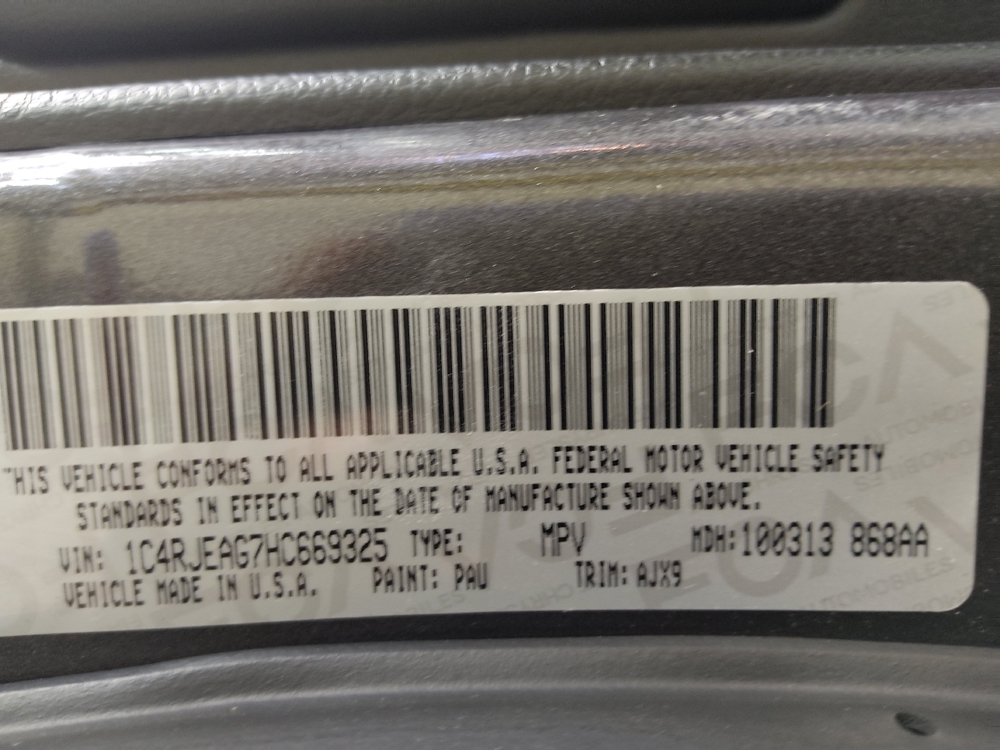 THIS VEHICLE CONFORMS TO ALL APPLICABLE U.S.A. FEDERAL MOTOR VEHICLE SAFETY
STANDARDS IN EFFECT ON THE DATE OF MANUFACTURE SHOWN ABOVE.
VIN: 1C4RJEAG7HC669325 TYPE: MPV MDH:100313 868AA
VEHICLE MADE IN U.S.A. PAINT: PAU TRIM: AJX9